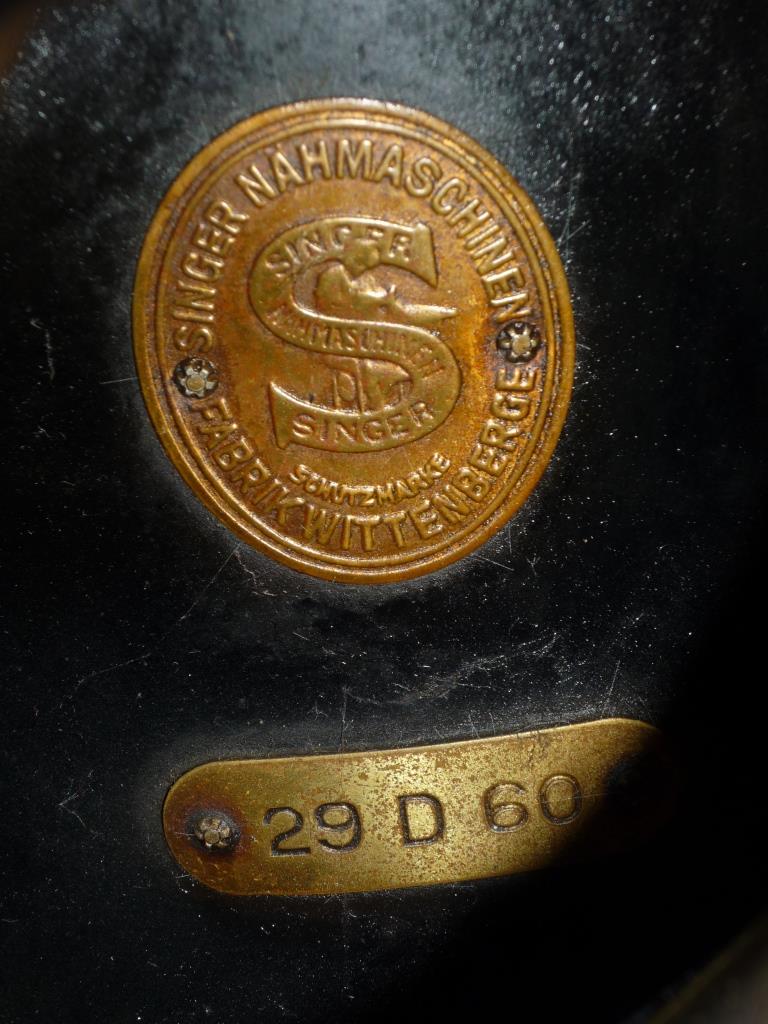 SINGER NÄHMASCHINEN
SINGER
NÄHMASCHINEN
SINGER
SCHUTZMARKE
FABRIK WITTENBERGE
29 D 60